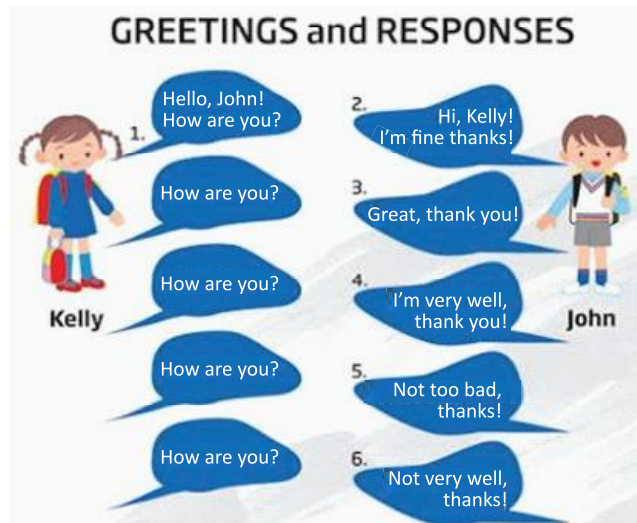 GREETINGS and RESPONSES
1.
Hello, John!
How are you?
2.
Hi, Kelly!
I'm fine thanks!
How are you?
3.
Great, thank you!
How are you?
4.
I'm very well,
thank you!
Kelly
John
How are you?
5.
Not too bad,
thanks!
How are you?
6.
Not very well,
thanks!